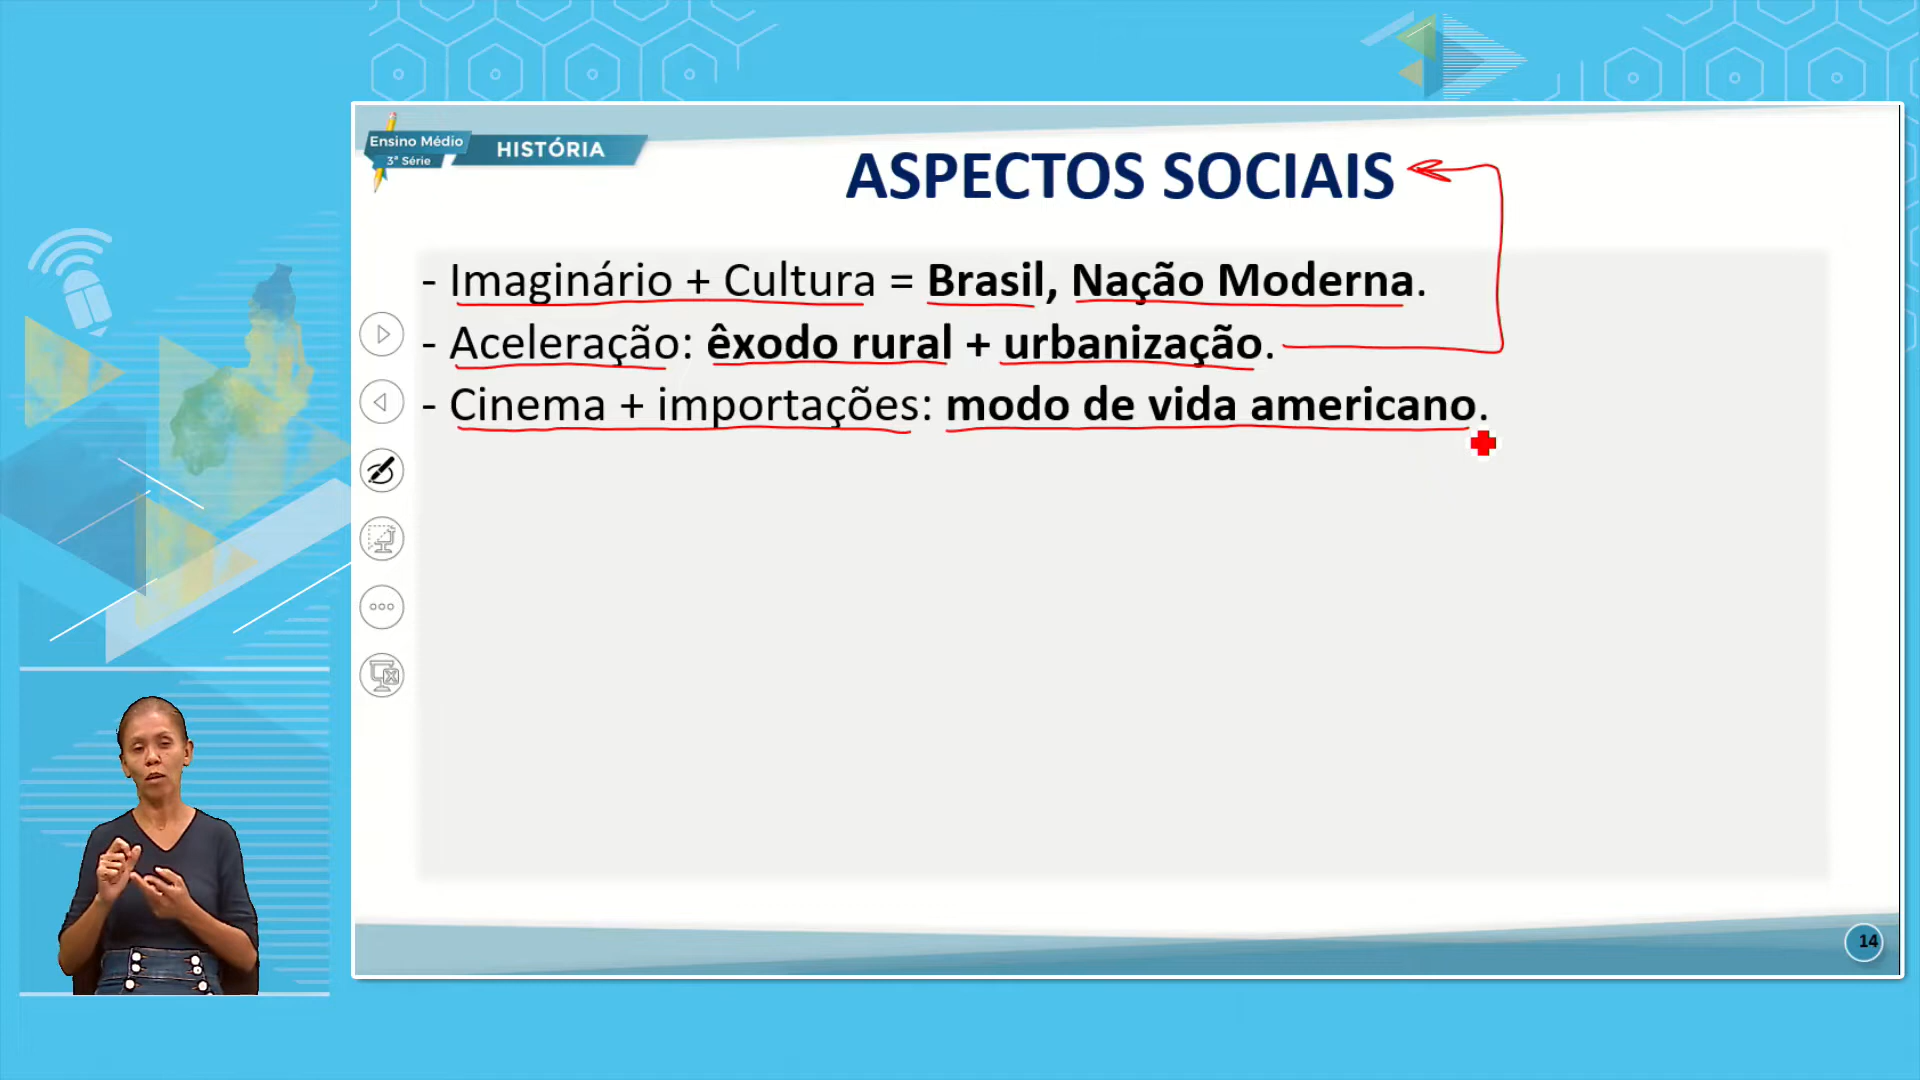 Ensino Médio
3ª Série
HISTÓRIA
ASPECTOS SOCIAIS
- Imaginário + Cultura = Brasil, Nação Moderna.
- Aceleração: êxodo rural + urbanização.
- Cinema + importações: modo de vida americano.
14